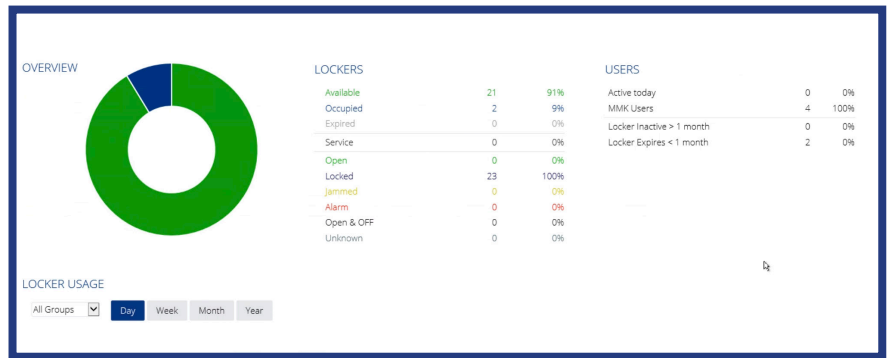 OVERVIEW
LOCKERS
Available 21 91%
Occupied 2 9%
Expired 0 0%
Service 0 0%
Open 0 0%
Locked 23 100%
Jammed 0 0%
Alarm 0 0%
Open & OFF 0 0%
Unknown 0 0%
USERS
Active today 0 0%
MMK Users 4 100%
Locker Inactive > 1 month 0 0%
Locker Expires < 1 month 2 0%
LOCKER USAGE
All Groups Day Week Month Year